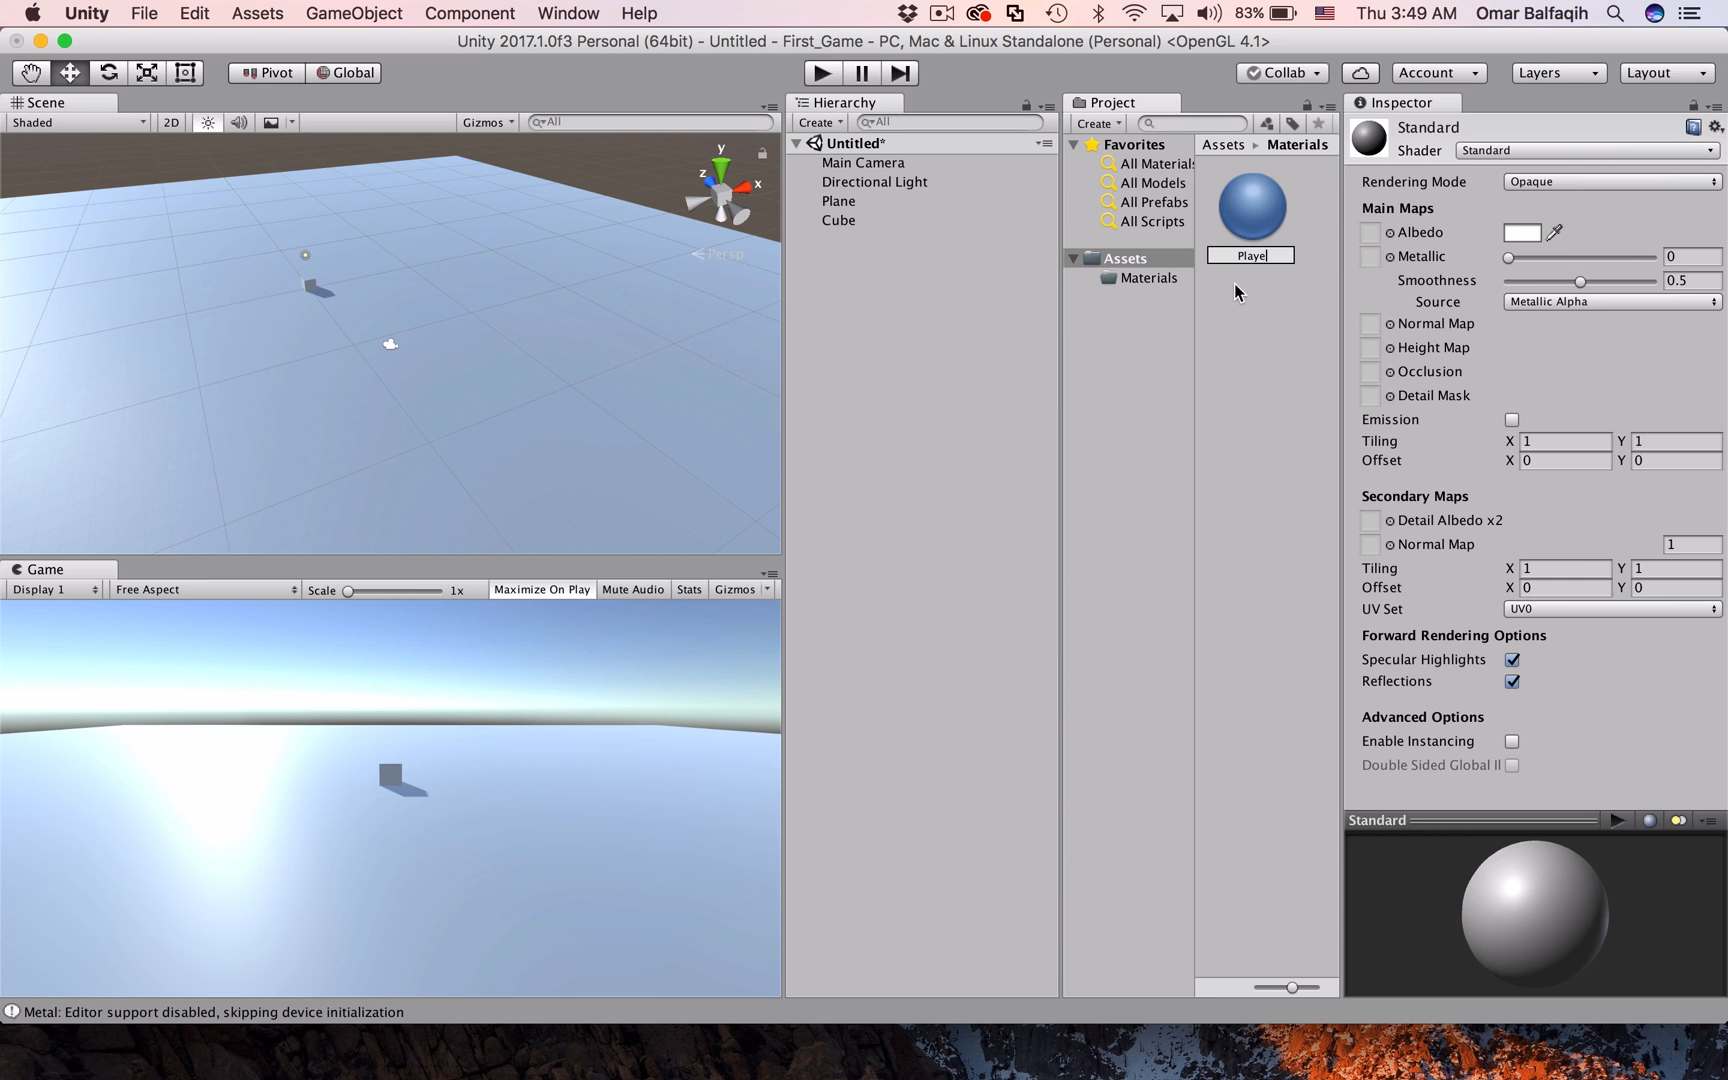 Unity File Edit Assets GameObject Component Window Help 83% Thu 3:49 AM Omar Balfaqih
Unity 2017.1.0f3 Personal (64bit) - Untitled - First_Game - PC, Mac & Linux Standalone (Personal) <OpenGL 4.1>
Pivot Global Collab Account Layers Layout
Scene
Shaded 2D Gizmos All
y
z
x
Persp
Game
Display 1 Free Aspect Scale 1x Maximize On Play Mute Audio Stats Gizmos
Hierarchy
Create All
Untitled*
Main Camera
Directional Light
Plane
Cube
Project
Create
Favorites
All Materials
All Models
All Prefabs
All Scripts
Assets
Materials
Assets Materials
Playe
Inspector
Standard
Shader Standard
Rendering Mode Opaque
Main Maps
Albedo
Metallic 0
Smoothness 0.5
Source Metallic Alpha
Normal Map
Height Map
Occlusion
Detail Mask
Emission
Tiling X 1 Y 1
Offset X 0 Y 0
Secondary Maps
Detail Albedo x2
Normal Map 1
Tiling X 1 Y 1
Offset X 0 Y 0
UV Set UV0
Forward Rendering Options
Specular Highlights
Reflections
Advanced Options
Enable Instancing
Double Sided Global Il
Standard
Metal: Editor support disabled, skipping device initialization